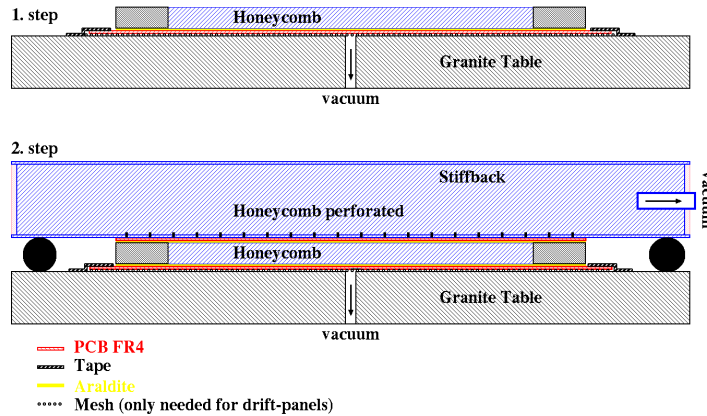 1. step
Honeycomb
Granite Table
vacuum
2. step
Stiffback
vacuum
Honeycomb perforated
Honeycomb
Granite Table
vacuum
PCB FR4
Tape
Araldite
Mesh (only needed for drift-panels)